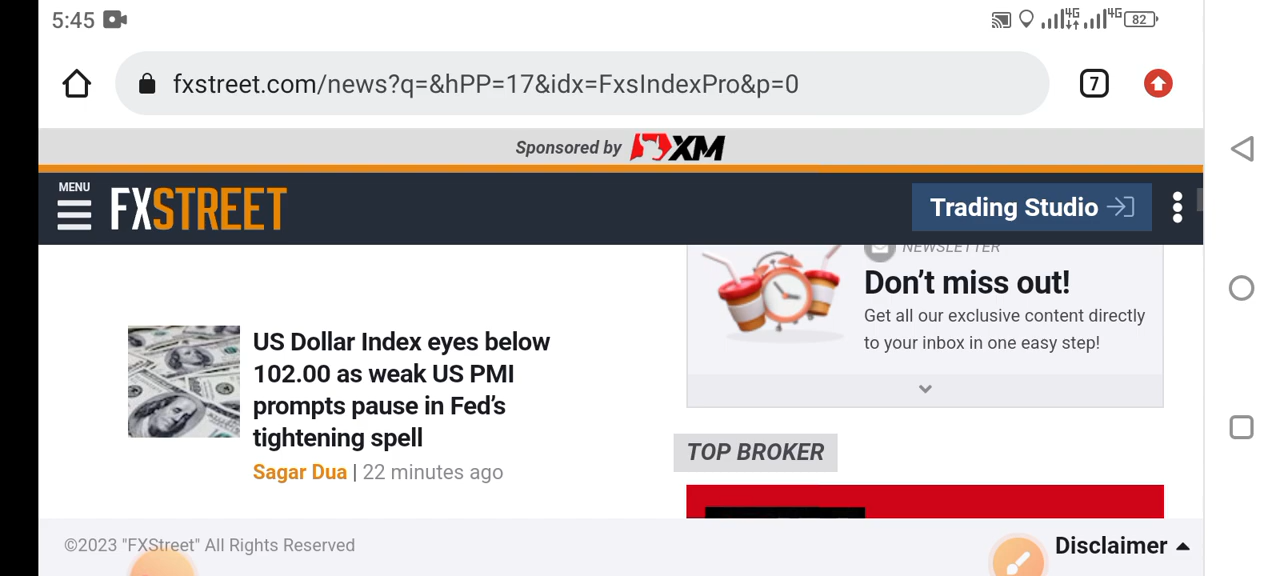 5:45
4G 4G 82
fxstreet.com/news?q=&hPP=17&idx=FxsIndexPro&p=0
7
Sponsored by XM
MENU
FXSTREET
Trading Studio
NEWSLETTER
Don’t miss out!
Get all our exclusive content directly
to your inbox in one easy step!
US Dollar Index eyes below
102.00 as weak US PMI
prompts pause in Fed’s
tightening spell
Sagar Dua | 22 minutes ago
TOP BROKER
©2023 "FXStreet" All Rights Reserved
Disclaimer